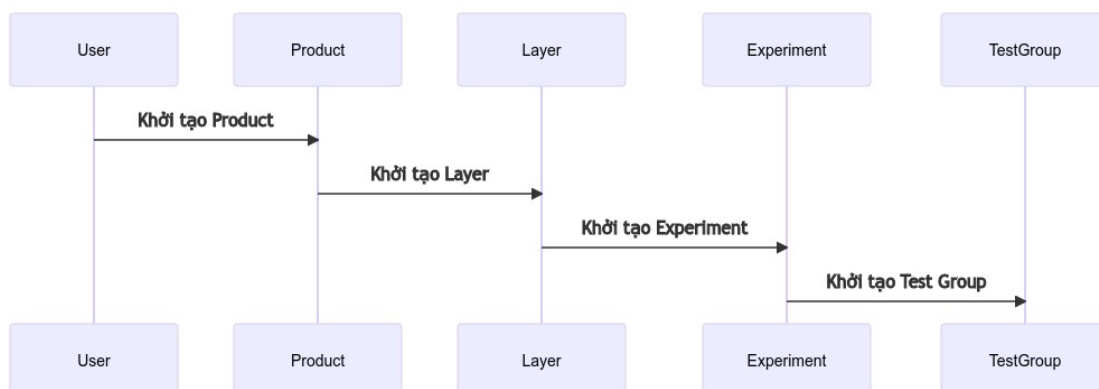 User
Product
Layer
Experiment
TestGroup
Khởi tạo Product
Khởi tạo Layer
Khởi tạo Experiment
Khởi tạo Test Group
User
Product
Layer
Experiment
TestGroup